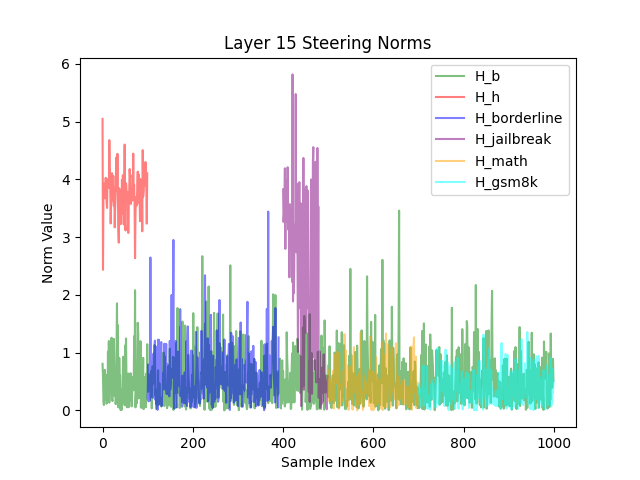 Layer 15 Steering Norms
6
5
4
3
2
1
0
Norm Value
0
200
400
600
800
1000
Sample Index
H_b
H_h
H_borderline
H_jailbreak
H_math
H_gsm8k